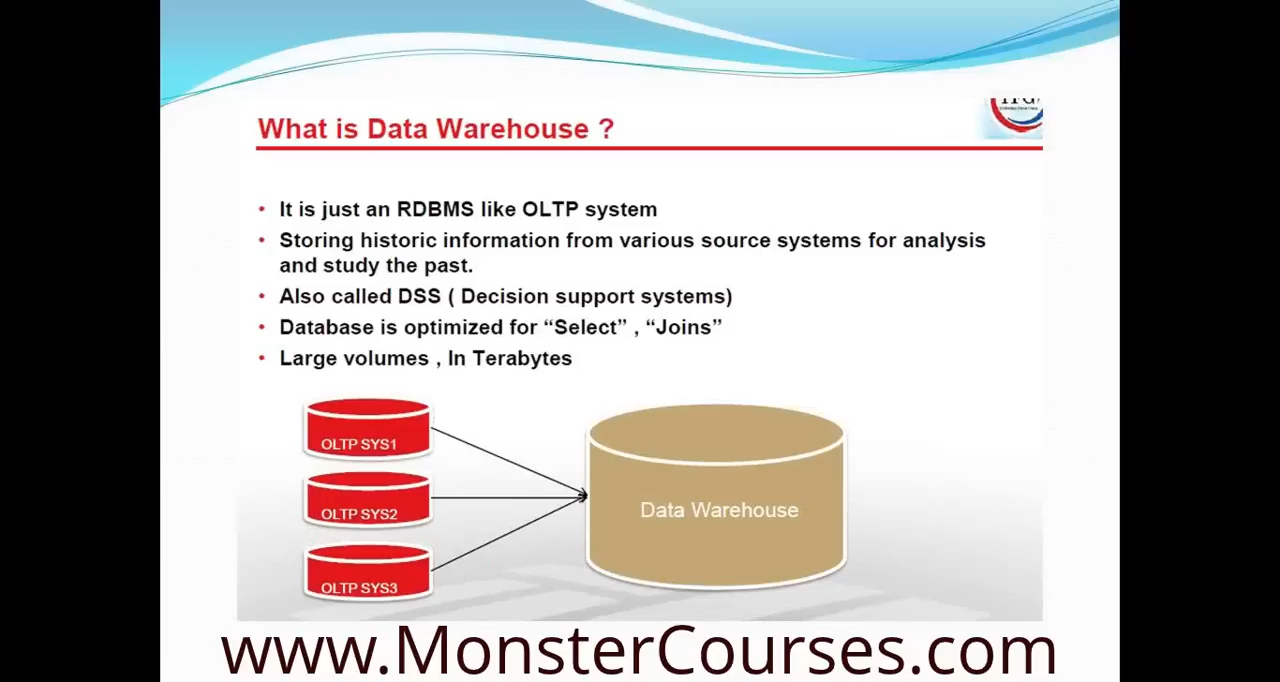 What is Data Warehouse ?
• It is just an RDBMS like OLTP system
• Storing historic information from various source systems for analysis
and study the past.
• Also called DSS ( Decision support systems)
• Database is optimized for “Select” , “Joins”
• Large volumes , In Terabytes
OLTP SYS1
OLTP SYS2
OLTP SYS3
Data Warehouse
www.MonsterCourses.com